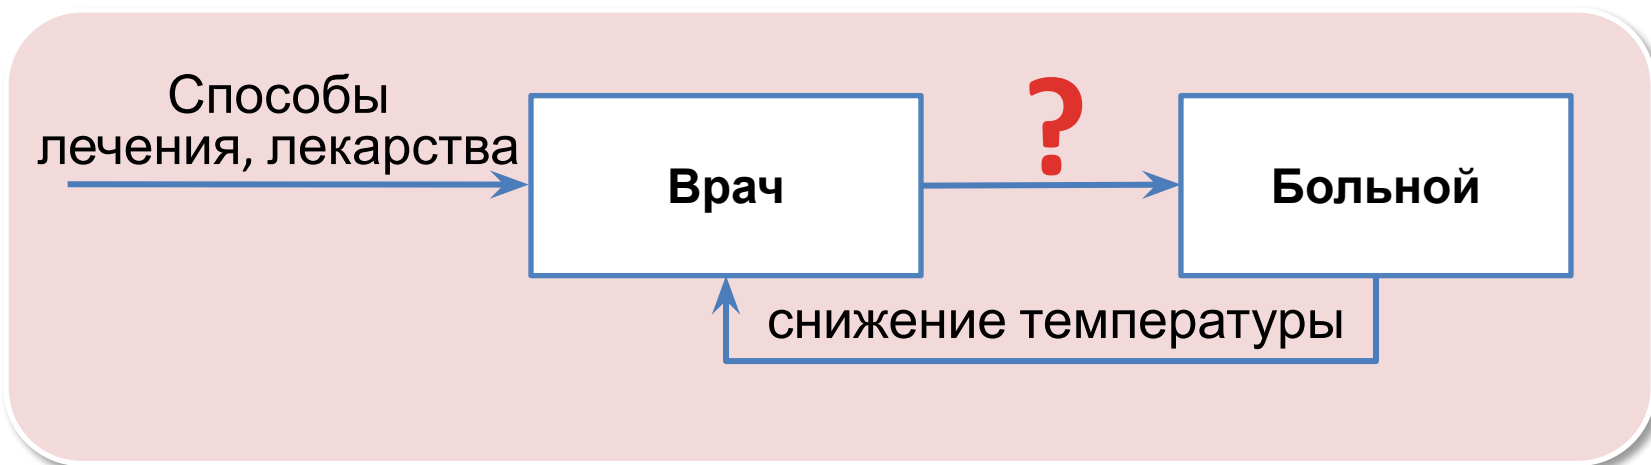 Способы
лечения, лекарства
Врач
?
Больной
снижение температуры